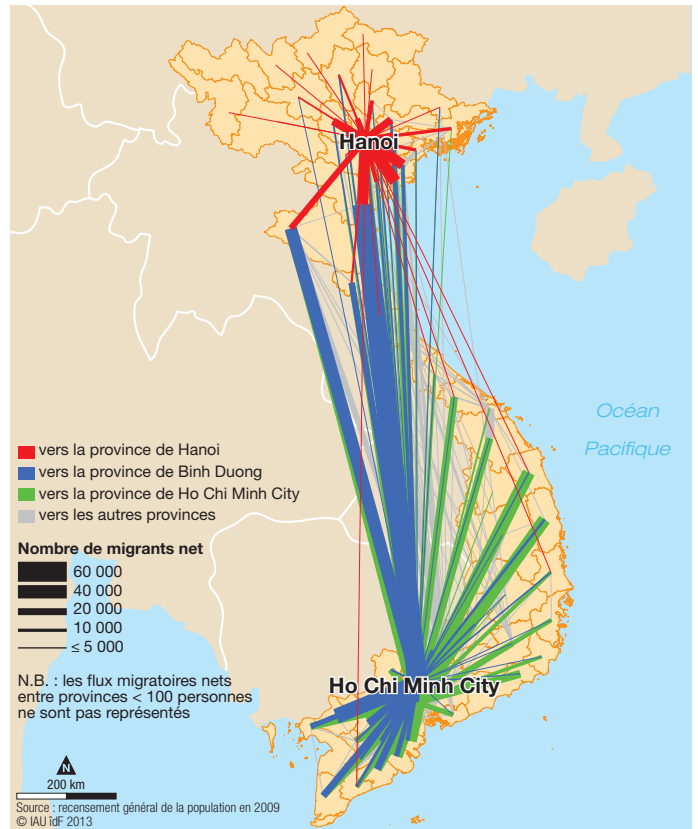 Hanoi
Océan
Pacifique
vers la province de Hanoi
vers la province de Binh Duong
vers la province de Ho Chi Minh City
vers les autres provinces
Nombre de migrants net
60 000
40 000
20 000
10 000
≤ 5 000
N.B. : les flux migratoires nets
entre provinces < 100 personnes
ne sont pas représentés
Ho Chi Minh City
N
200 km
Source : recensement général de la population en 2009
© IAU îdF 2013